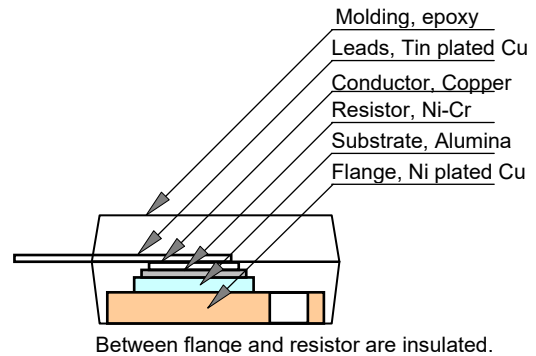 Molding, epoxy
Leads, Tin plated Cu
Conductor, Copper
Resistor, Ni-Cr
Substrate, Alumina
Flange, Ni plated Cu
Between flange and resistor are insulated.